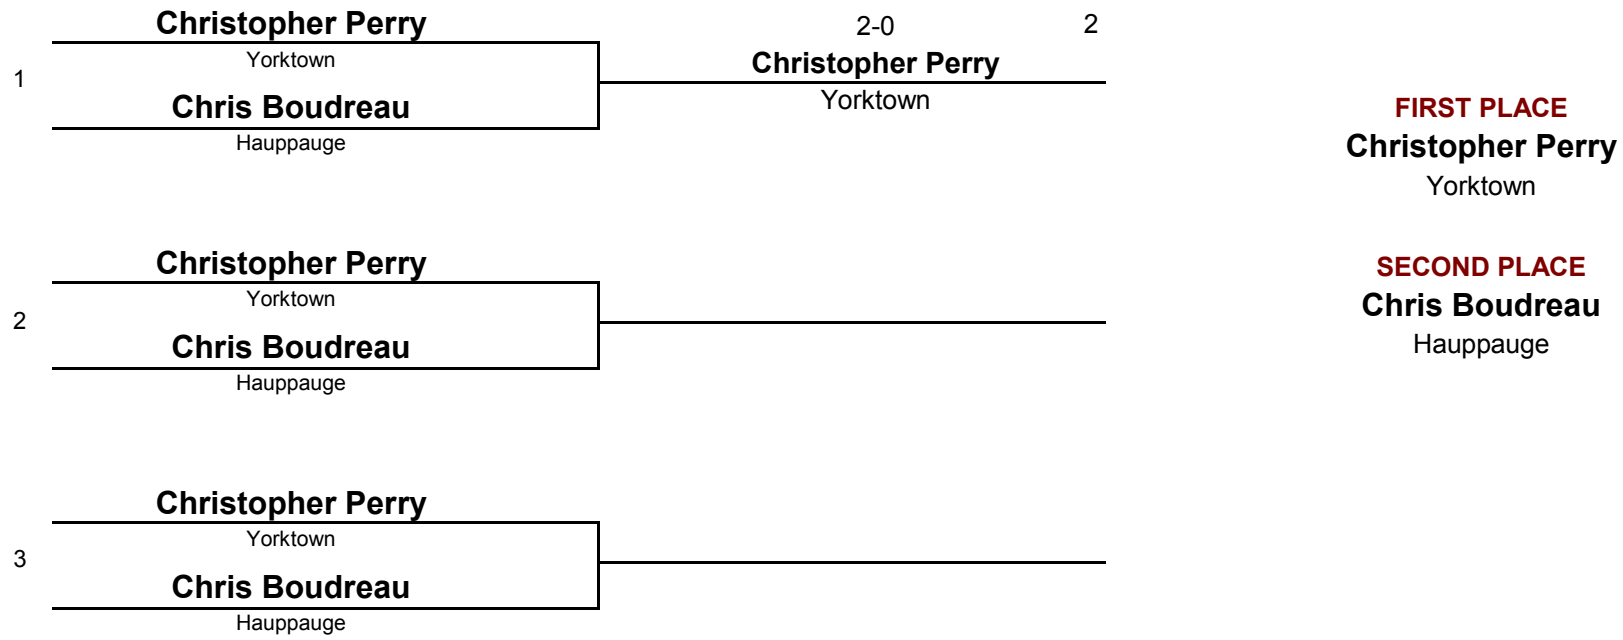 Christopher Perry
Yorktown
1
Chris Boudreau
Hauppauge
2-0
2
Christopher Perry
Yorktown
Christopher Perry
Yorktown
2
Chris Boudreau
Hauppauge
Christopher Perry
Yorktown
3
Chris Boudreau
Hauppauge
FIRST PLACE
Christopher Perry
Yorktown
SECOND PLACE
Chris Boudreau
Hauppauge